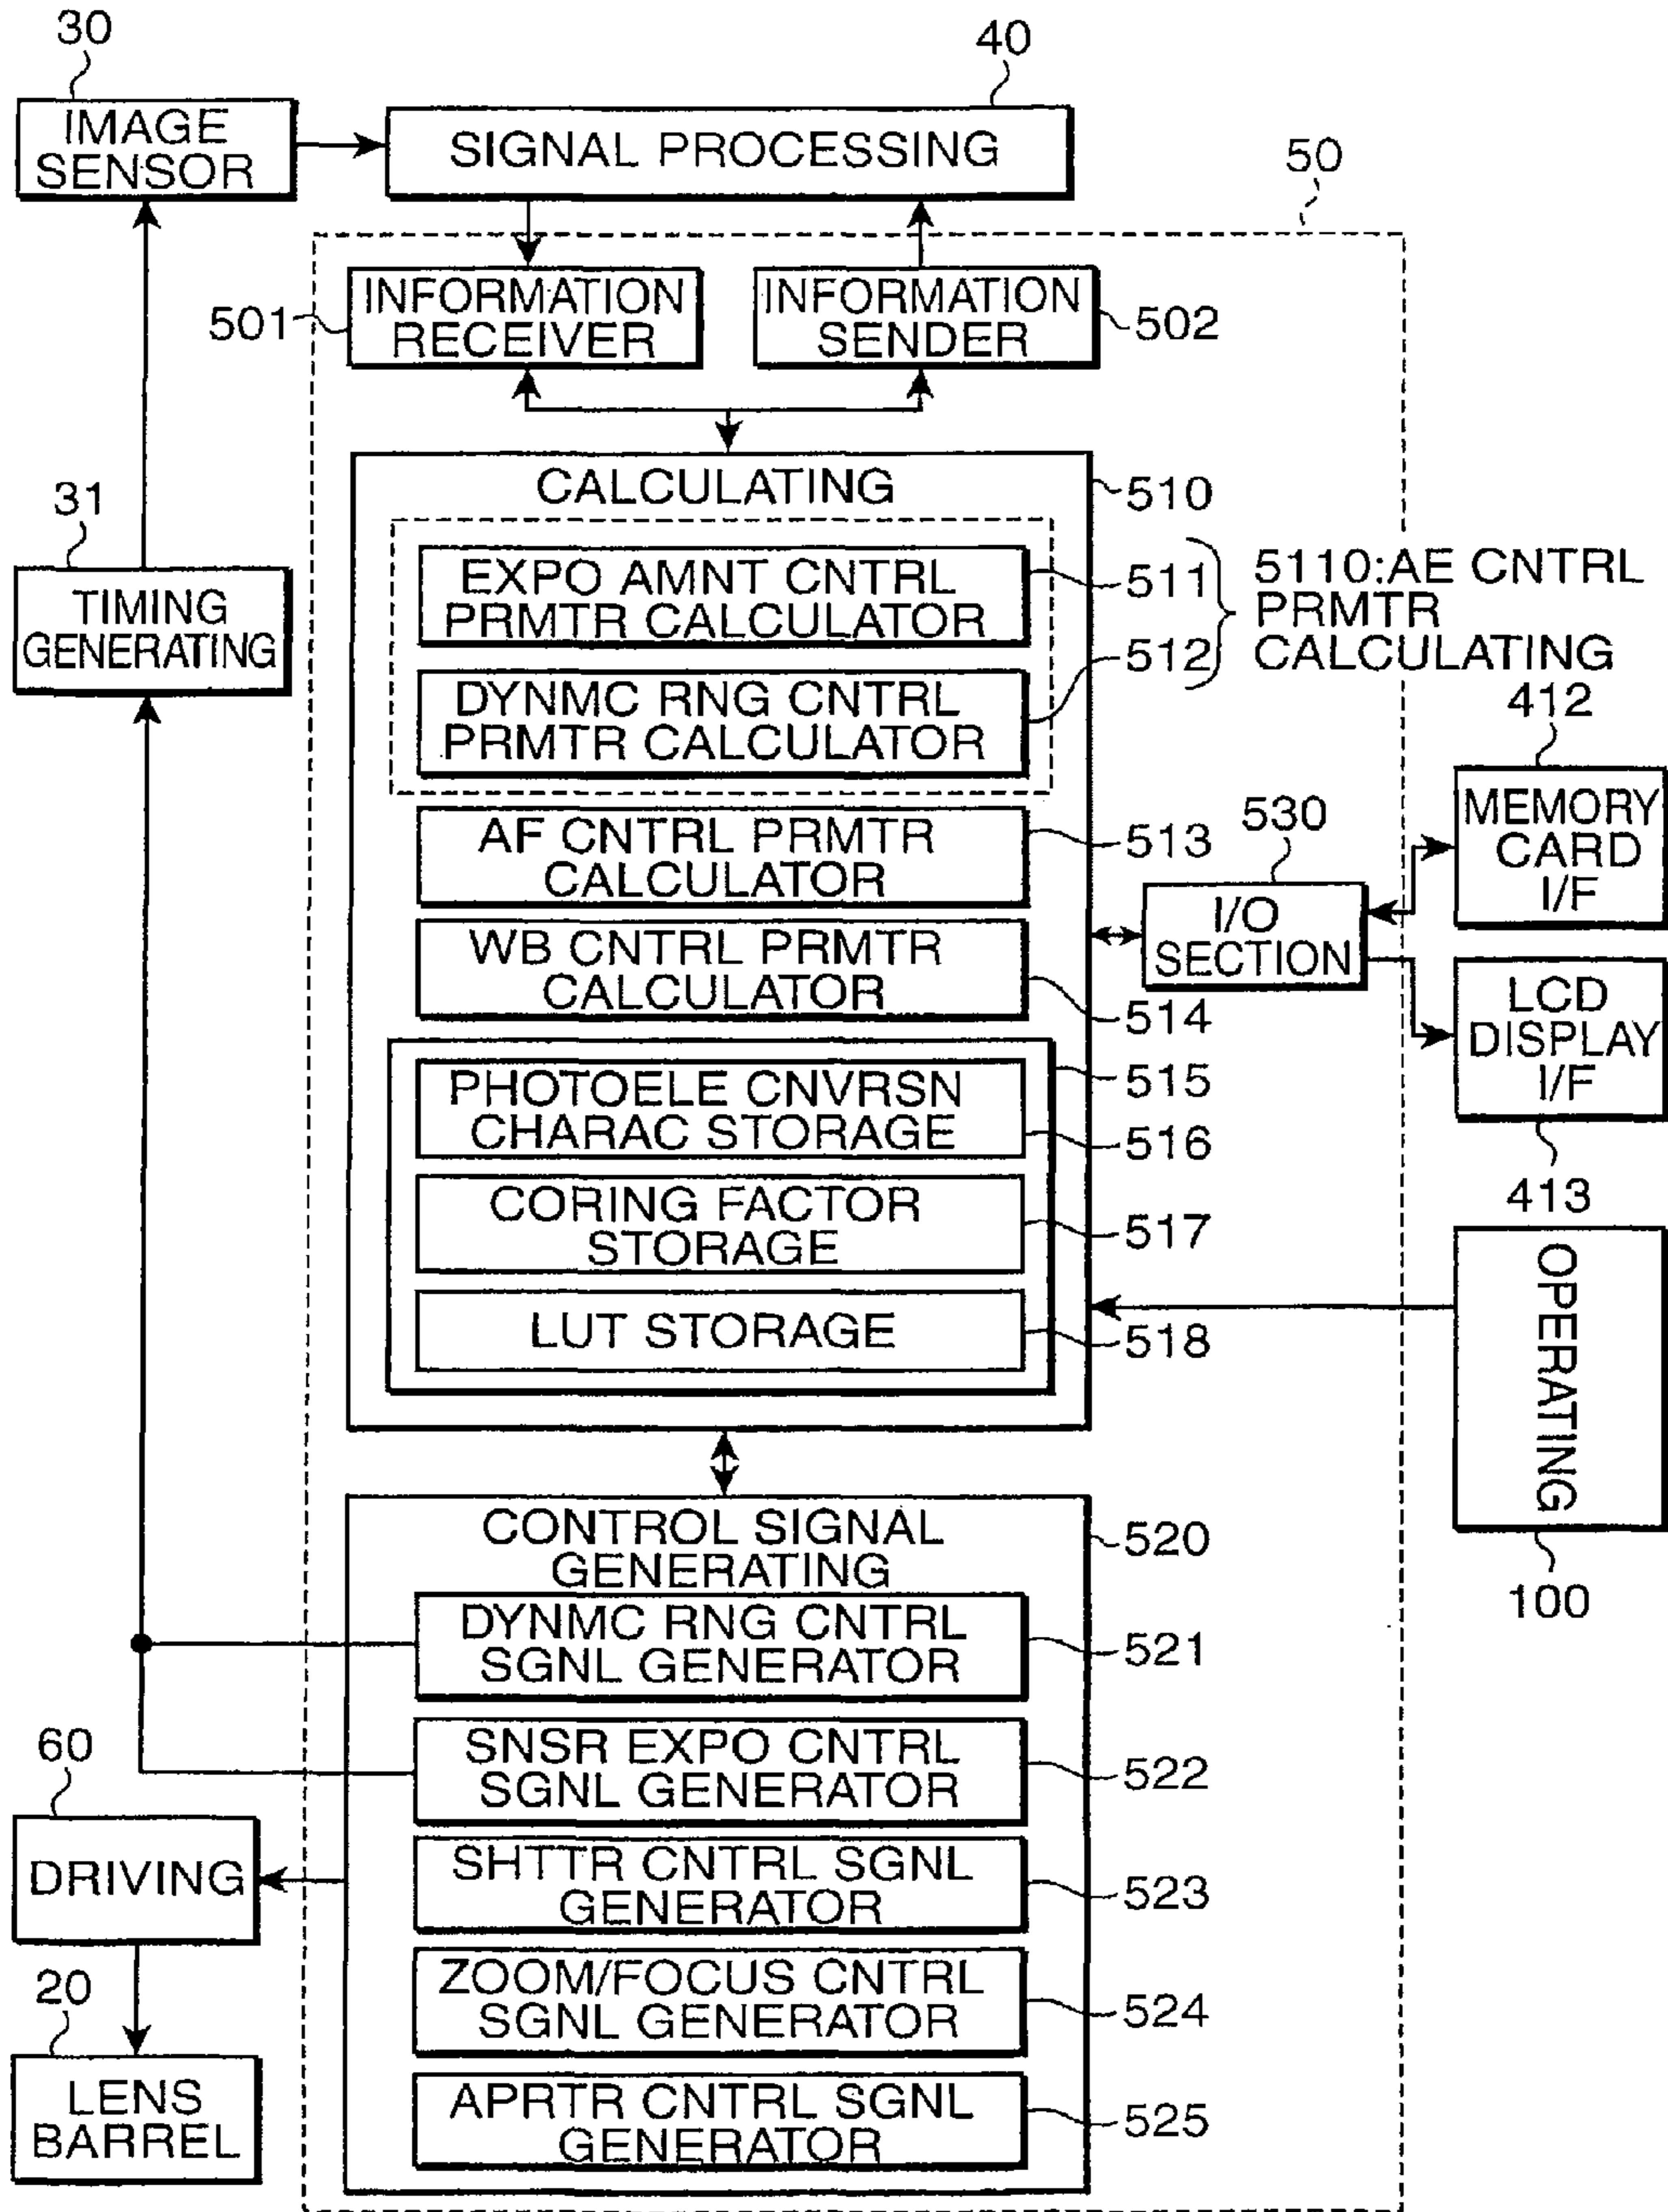 30
IMAGE
SENSOR
40
SIGNAL PROCESSING
50
501
INFORMATION
RECEIVER
INFORMATION
SENDER
502
31
TIMING
GENERATING
CALCULATING
510
EXPO AMNT CNTRL
PRMTR CALCULATOR
511
DYNMC RNG CNTRL
PRMTR CALCULATOR
512
5110:AE CNTRL
PRMTR
CALCULATING
AF CNTRL PRMTR
CALCULATOR
513
WB CNTRL PRMTR
CALCULATOR
514
515
PHOTOELE CNVRSN
CHARAC STORAGE
516
CORING FACTOR
STORAGE
517
LUT STORAGE
518
530
I/O
SECTION
412
MEMORY
CARD
I/F
LCD
DISPLAY
I/F
413
OPERATING
100
CONTROL SIGNAL
GENERATING
520
DYNMC RNG CNTRL
SGNL GENERATOR
521
SNSR EXPO CNTRL
SGNL GENERATOR
522
SHTTR CNTRL SGNL
GENERATOR
523
ZOOM/FOCUS CNTRL
SGNL GENERATOR
524
APRTR CNTRL SGNL
GENERATOR
525
60
DRIVING
20
LENS
BARREL